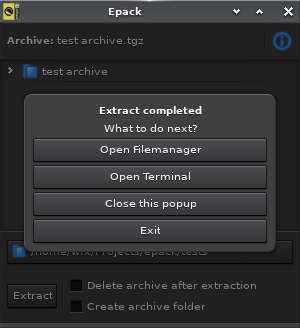 Epack
Archive: test archive.tgz
test archive
Extract completed
What to do next?
Open Filemanager
Open Terminal
Close this popup
Exit
/home/wfx/Projects/epack/tests
Extract
Delete archive after extraction
Create archive folder